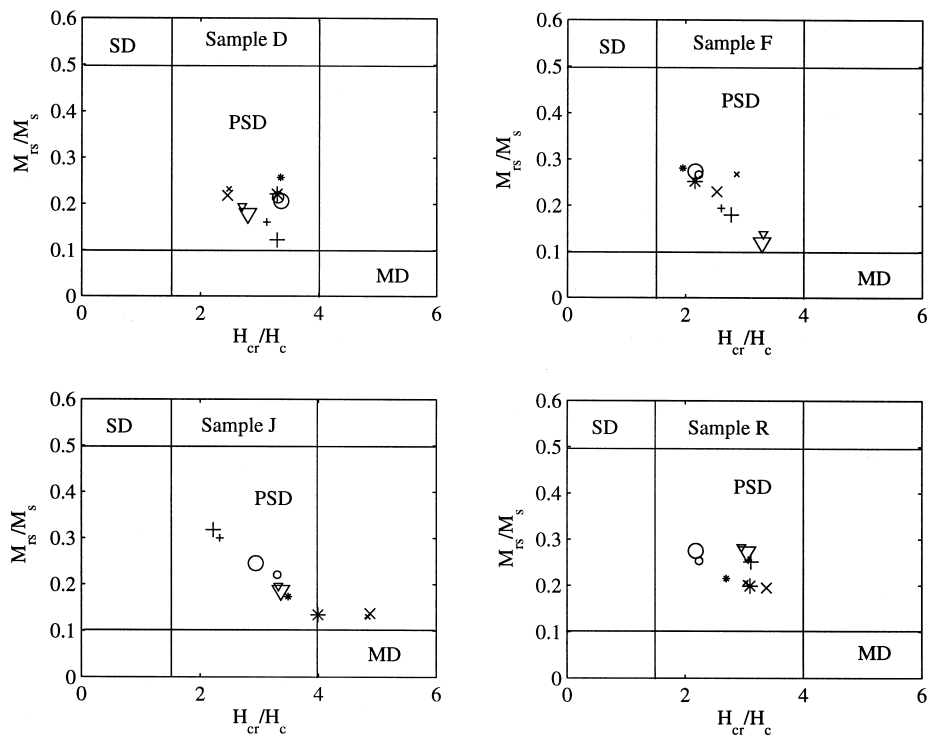 0.6
SD
Sample D
0.5
0.4
PSD
M_rs/M_s
0.3
0.2
0.1
MD
0
0
2
4
6
H_cr/H_c
0.6
SD
Sample F
0.5
PSD
0.4
M_rs/M_s
0.3
0.2
0.1
MD
0
0
2
4
6
H_cr/H_c
0.6
SD
Sample J
0.5
0.4
PSD
M_rs/M_s
0.3
0.2
0.1
MD
0
0
2
4
6
H_cr/H_c
0.6
SD
Sample R
0.5
PSD
0.4
M_rs/M_s
0.3
0.2
0.1
MD
0
0
2
4
6
H_cr/H_c